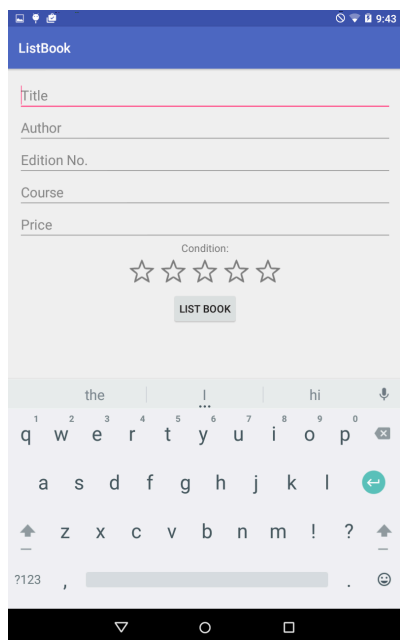 9:43
ListBook
Title
Author
Edition No.
Course
Price
Condition:
LIST BOOK
the I hi
1 2 3 4 5 6 7 8 9 0
q w e r t y u i o p
a s d f g h j k l
z x c v b n m ! ?
?123 , .